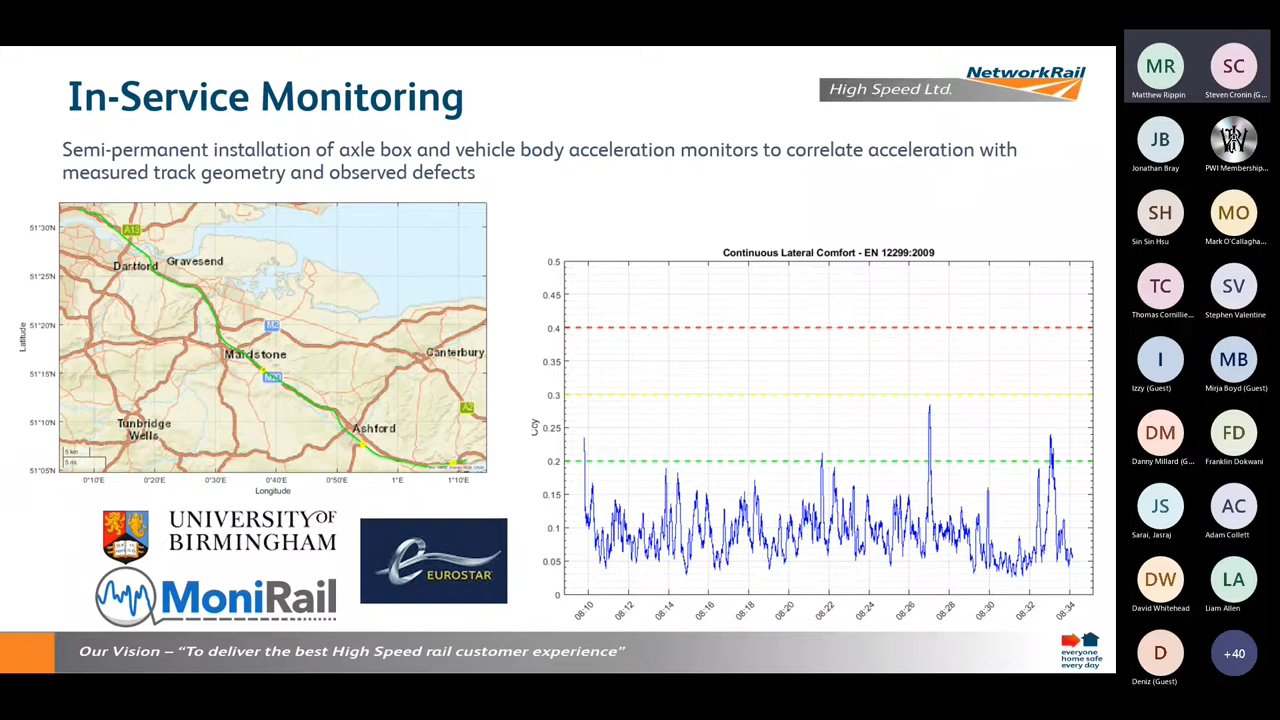 In-Service Monitoring
NetworkRail
High Speed Ltd.
Semi-permanent installation of axle box and vehicle body acceleration monitors to correlate acceleration with
measured track geometry and observed defects
51°30'N
51°25'N
51°20'N
51°15'N
51°10'N
51°05'N
Latitude
A13
Dartford
Gravesend
M2
Maidstone
Canterbury
A2
Tunbridge
Wells
Ashford
5 km
5 mi
0°10'E
0°20'E
0°30'E
0°40'E
0°50'E
1°E
1°10'E
Longitude
Continuous Lateral Comfort - EN 12299:2009
0.5
0.45
0.4
0.35
0.3
0.25
0.2
0.15
0.1
0.05
0
08:10
08:12
08:14
08:16
08:18
08:20
08:22
08:24
08:26
08:28
08:30
08:32
08:34
UNIVERSITY OF
BIRMINGHAM
MoniRail
EUROSTAR
Our Vision – “To deliver the best High Speed rail customer experience”
everyone
home safe
every day
MR
Matthew Rippin
SC
Steven Cronin (G...
JB
Jonathan Bray
PWI Membership...
SH
Sin Sin Hsu
MO
Mark O'Callagha...
TC
Thomas Cornillie...
SV
Stephen Valentine
I
Izzy (Guest)
MB
Mirja Boyd (Guest)
DM
Danny Millard (G...
FD
Franklin Dokwani
JS
Sarai, Jasraj
AC
Adam Collett
DW
David Whitehead
LA
Liam Allen
D
Deniz (Guest)
+40